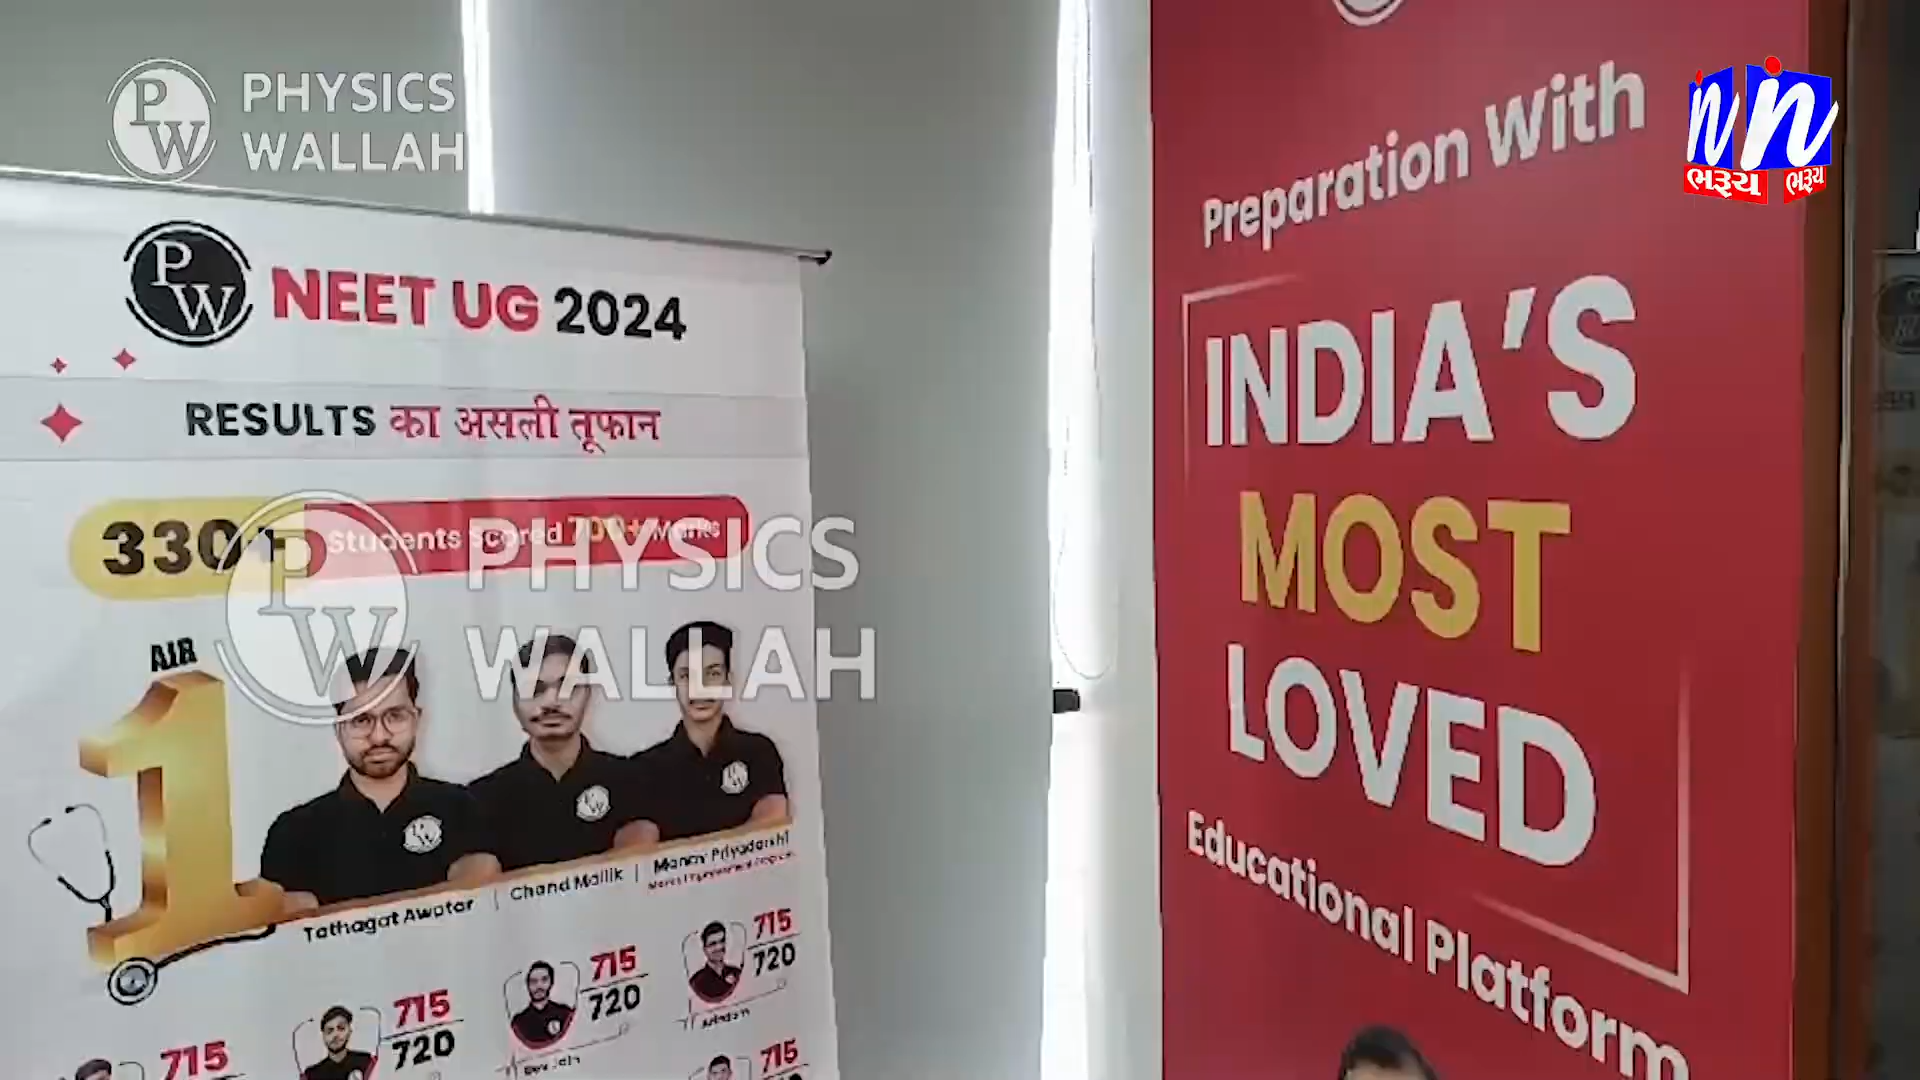 PHYSICS
WALLAH
PW
NEET UG 2024
RESULTS का असली तूफान
330+ Students Scored 700+ Marks
PHYSICS
WALLAH
PW
AIR
1
Tathagat Awatar | Chand Mallik | Manav Priyadarshi
715
720
715
720
715
720
715
715
Preparation With
INDIA'S
MOST
LOVED
Educational Platform
ભરૂચ ભરૂચ